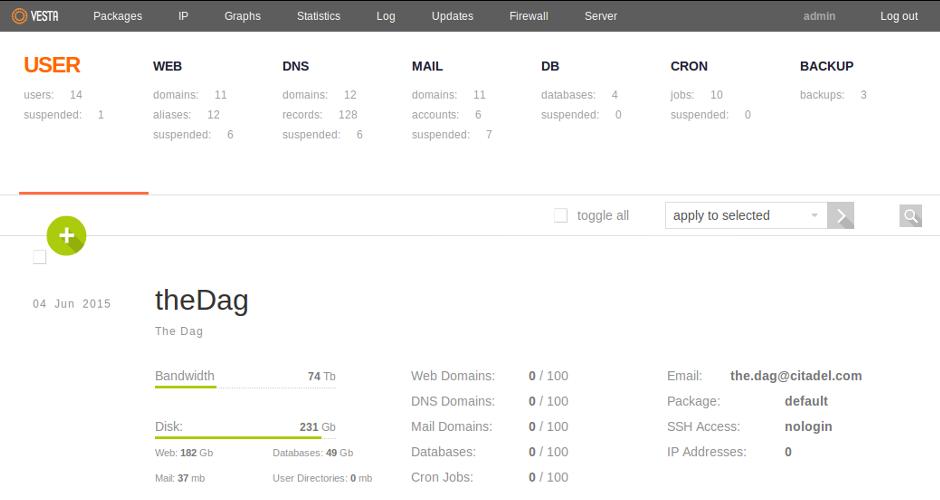 VESTA Packages IP Graphs Statistics Log Updates Firewall Server admin Log out
USER WEB DNS MAIL DB CRON BACKUP
users: 14 domains: 11 domains: 12 domains: 11 databases: 4 jobs: 10 backups: 3
suspended: 1 aliases: 12 records: 128 accounts: 6 suspended: 0 suspended: 0
suspended: 6 suspended: 6 suspended: 7
toggle all apply to selected
04 Jun 2015 theDag
The Dag
Bandwidth 74 Tb Web Domains: 0 / 100 Email: the.dag@citadel.com
DNS Domains: 0 / 100 Package: default
Disk: 231 Gb Mail Domains: 0 / 100 SSH Access: nologin
Web: 182 Gb Databases: 49 Gb Databases: 0 / 100 IP Addresses: 0
Mail: 37 mb User Directories: 0 mb Cron Jobs: 0 / 100